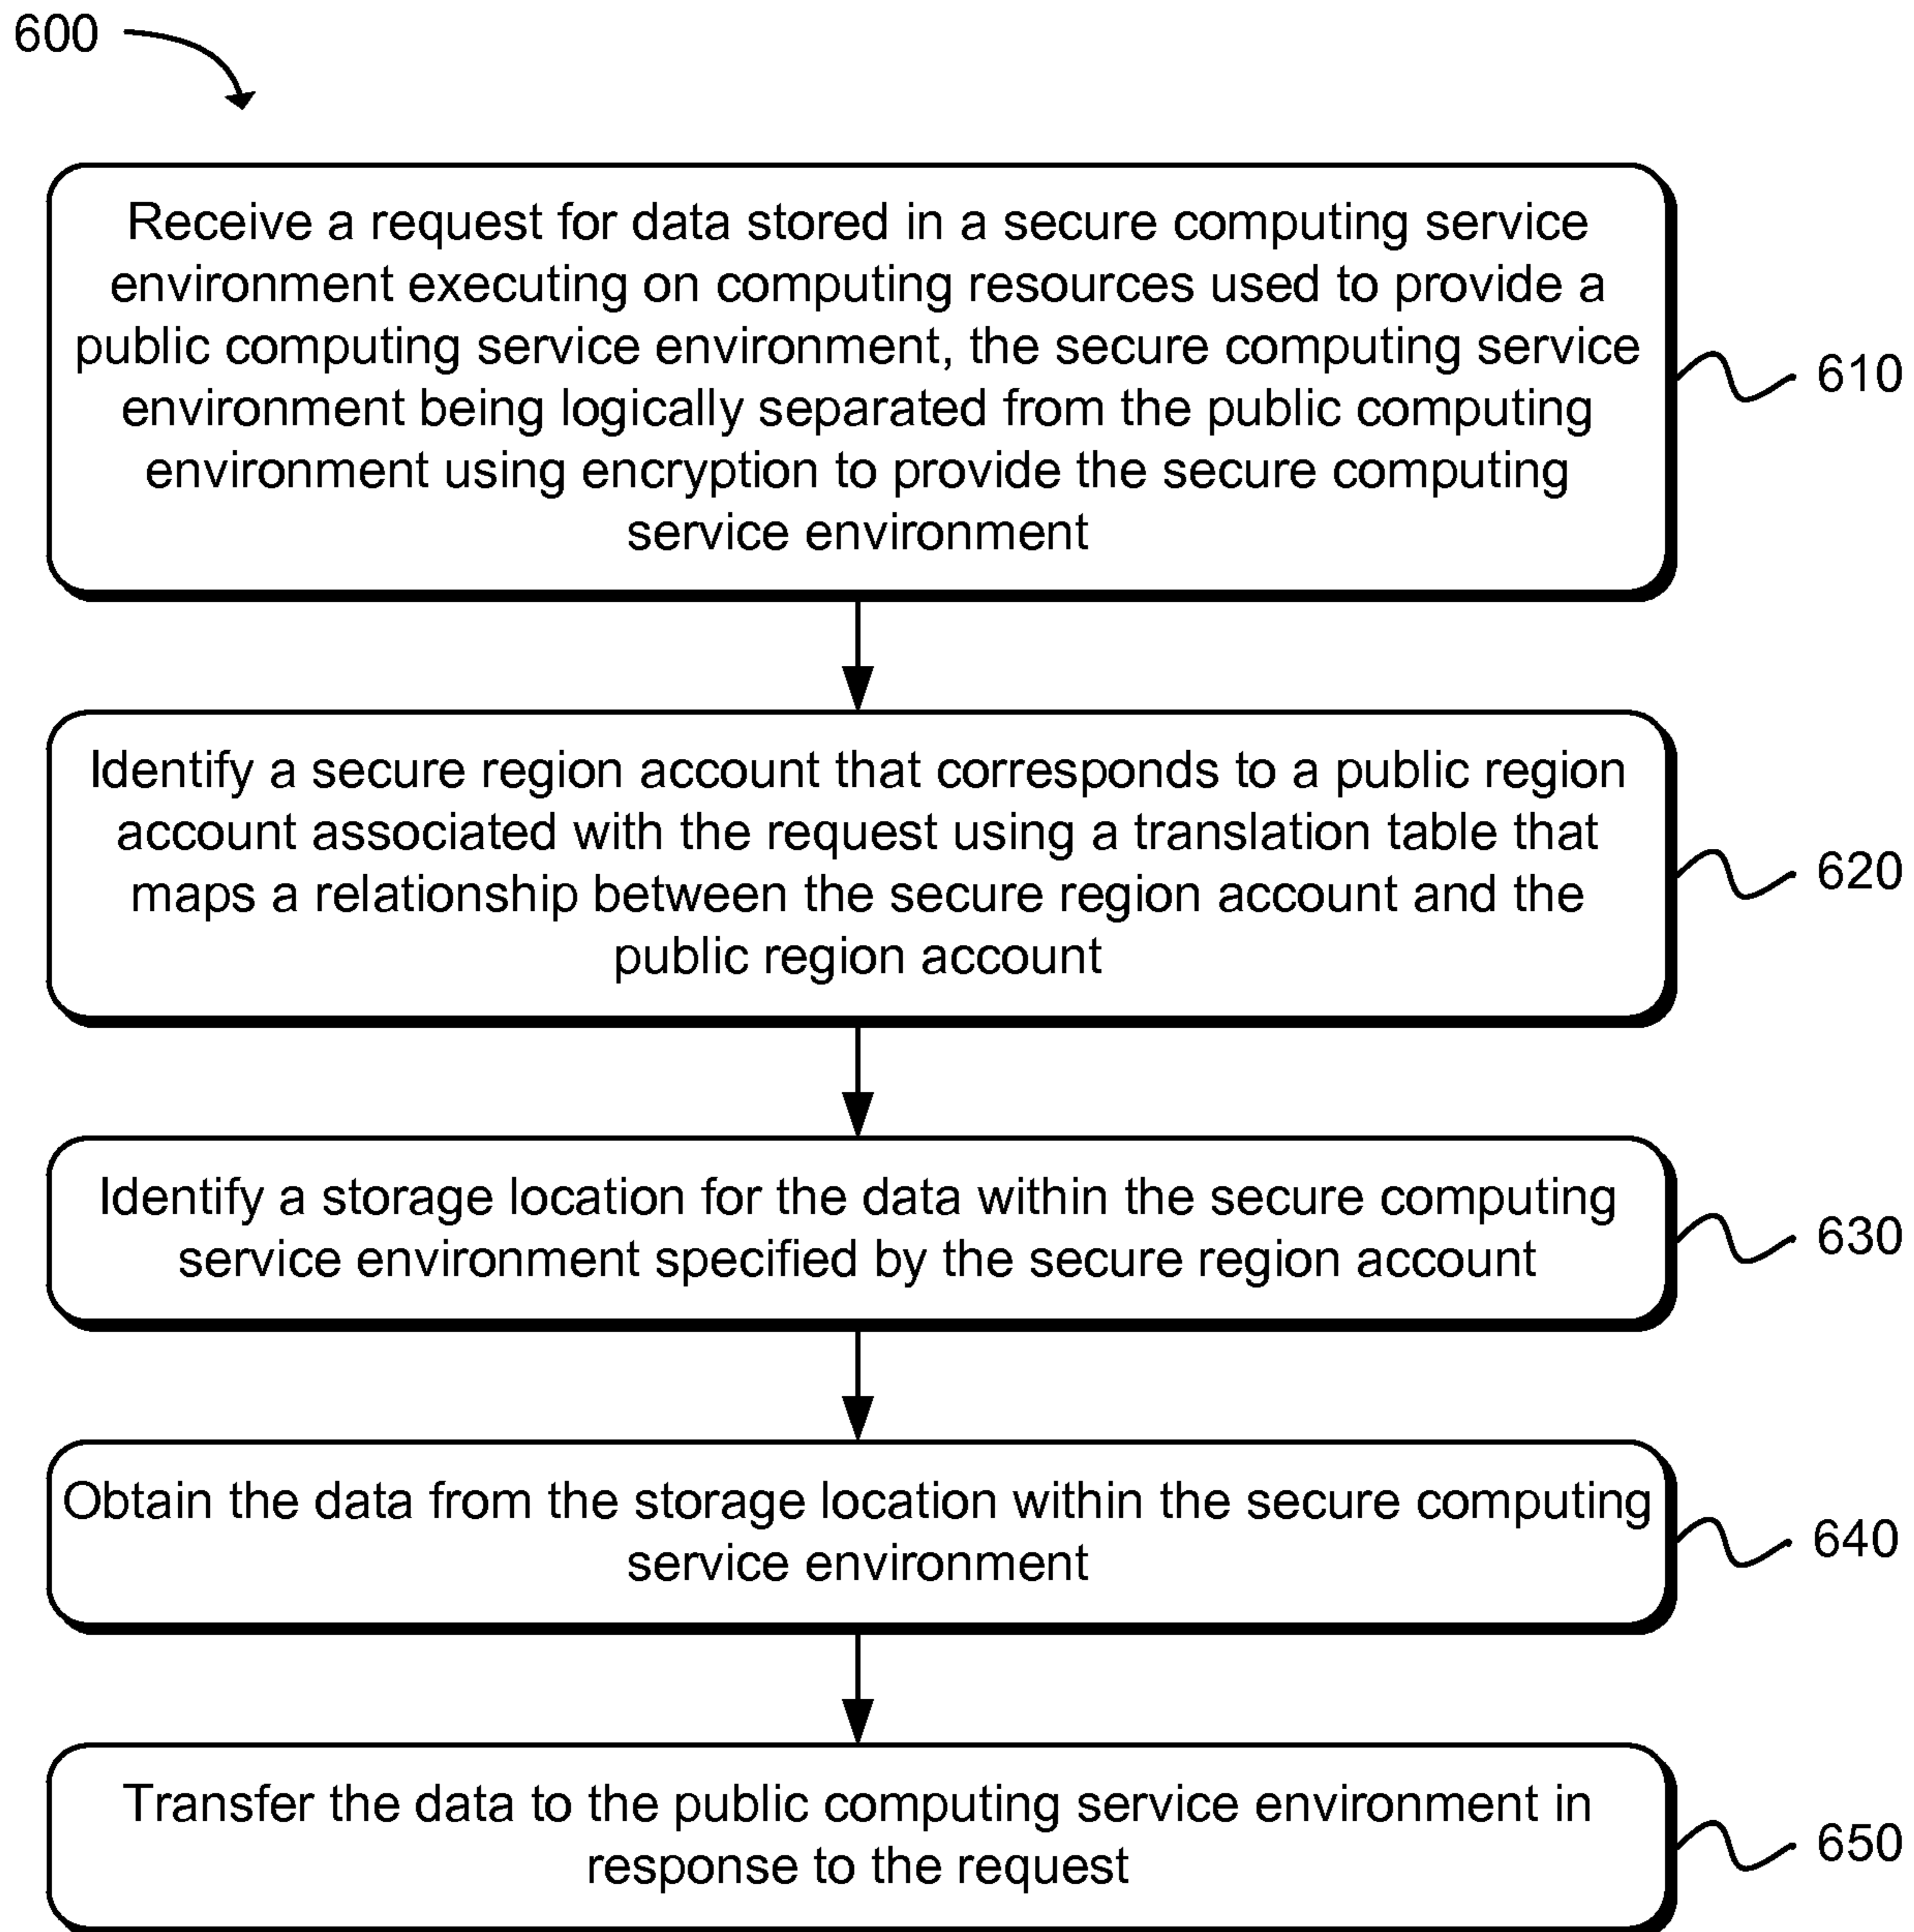 600
Receive a request for data stored in a secure computing service
environment executing on computing resources used to provide a
public computing service environment, the secure computing service
environment being logically separated from the public computing
environment using encryption to provide the secure computing
service environment
610
Identify a secure region account that corresponds to a public region
account associated with the request using a translation table that
maps a relationship between the secure region account and the
public region account
620
Identify a storage location for the data within the secure computing
service environment specified by the secure region account
630
Obtain the data from the storage location within the secure computing
service environment
640
Transfer the data to the public computing service environment in
response to the request
650